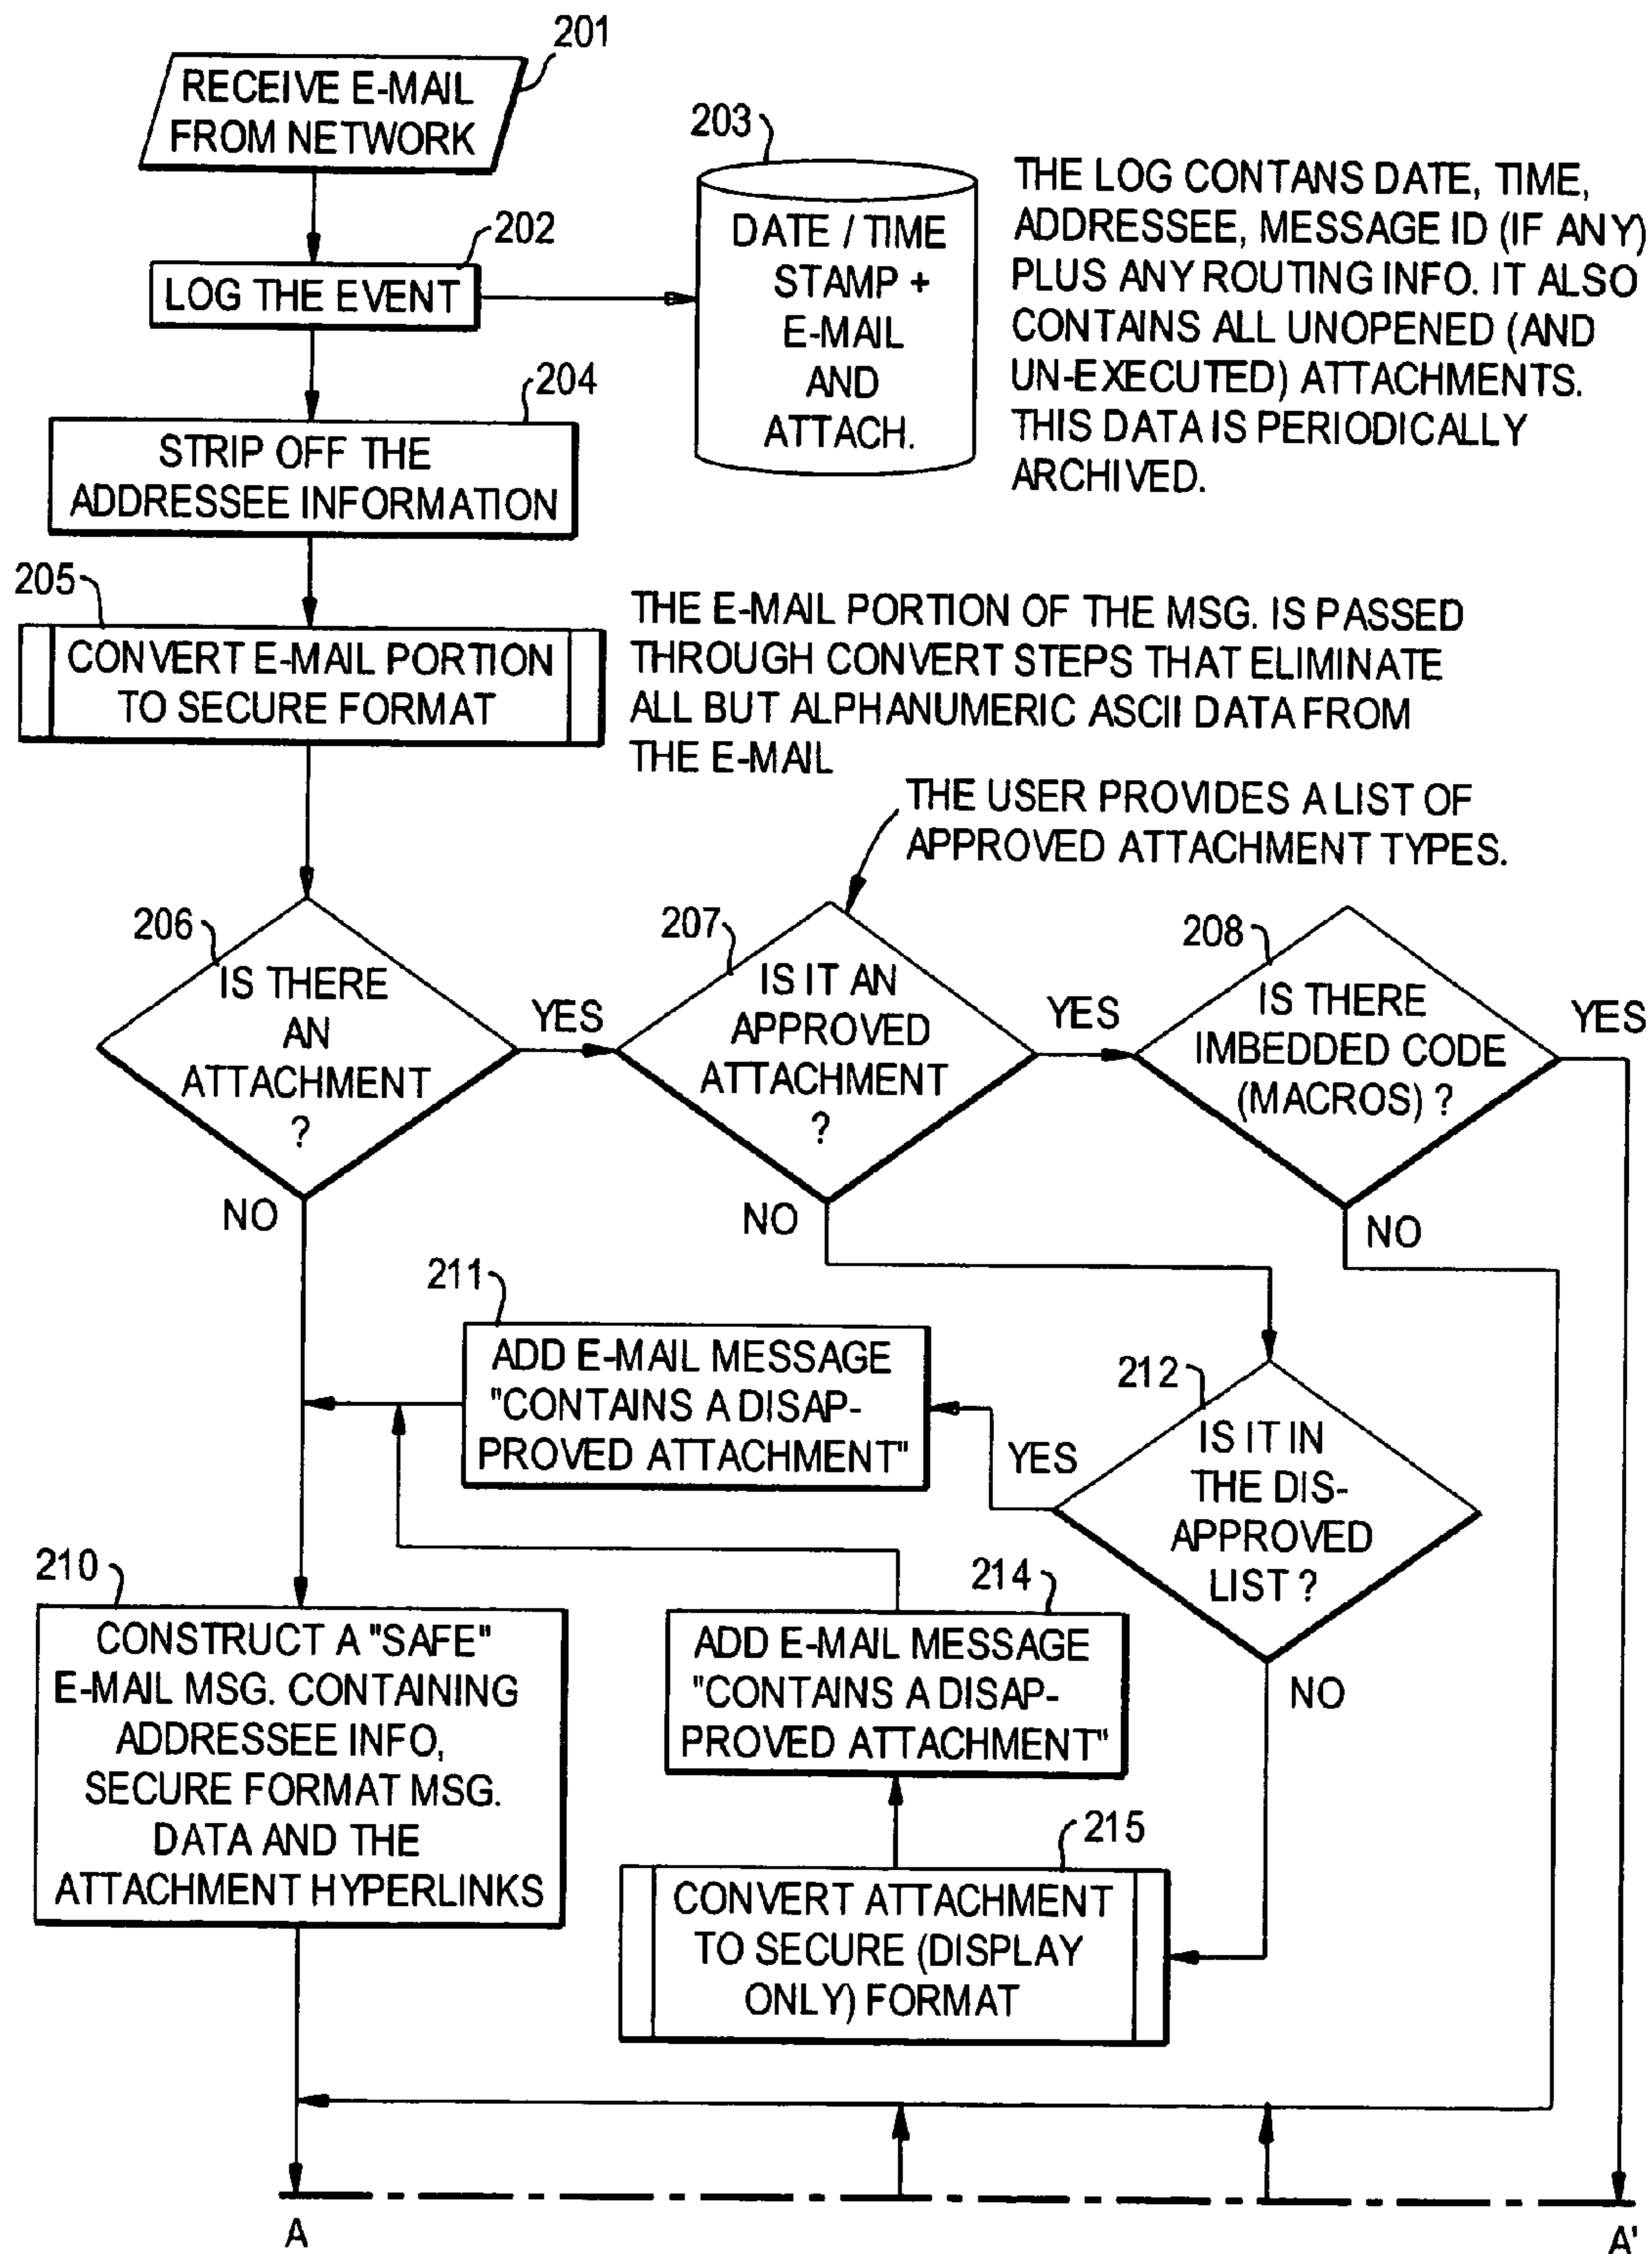 201
RECEIVE E-MAIL
FROM NETWORK
203
THE LOG CONTANS DATE, TIME,
ADDRESSEE, MESSAGE ID (IF ANY)
PLUS ANY ROUTING INFO. IT ALSO
CONTAINS ALL UNOPENED (AND
UN-EXECUTED) ATTACHMENTS.
THIS DATA IS PERIODICALLY
ARCHIVED.
DATE / TIME
STAMP +
E-MAIL
AND
ATTACH.
202
LOG THE EVENT
204
STRIP OFF THE
ADDRESSEE INFORMATION
205
CONVERT E-MAIL PORTION
TO SECURE FORMAT
THE E-MAIL PORTION OF THE MSG. IS PASSED
THROUGH CONVERT STEPS THAT ELIMINATE
ALL BUT ALPHANUMERIC ASCII DATA FROM
THE E-MAIL
THE USER PROVIDES A LIST OF
APPROVED ATTACHMENT TYPES.
206
IS THERE
AN
ATTACHMENT
?
YES
NO
207
IS IT AN
APPROVED
ATTACHMENT
?
YES
NO
208
IS THERE
IMBEDDED CODE
(MACROS) ?
YES
NO
211
ADD E-MAIL MESSAGE
"CONTAINS A DISAP-
PROVED ATTACHMENT"
212
IS IT IN
THE DIS-
APPROVED
LIST ?
YES
NO
210
CONSTRUCT A "SAFE"
E-MAIL MSG. CONTAINING
ADDRESSEE INFO,
SECURE FORMAT MSG.
DATA AND THE
ATTACHMENT HYPERLINKS
214
ADD E-MAIL MESSAGE
"CONTAINS A DISAP-
PROVED ATTACHMENT"
215
CONVERT ATTACHMENT
TO SECURE (DISPLAY
ONLY) FORMAT
A
A'